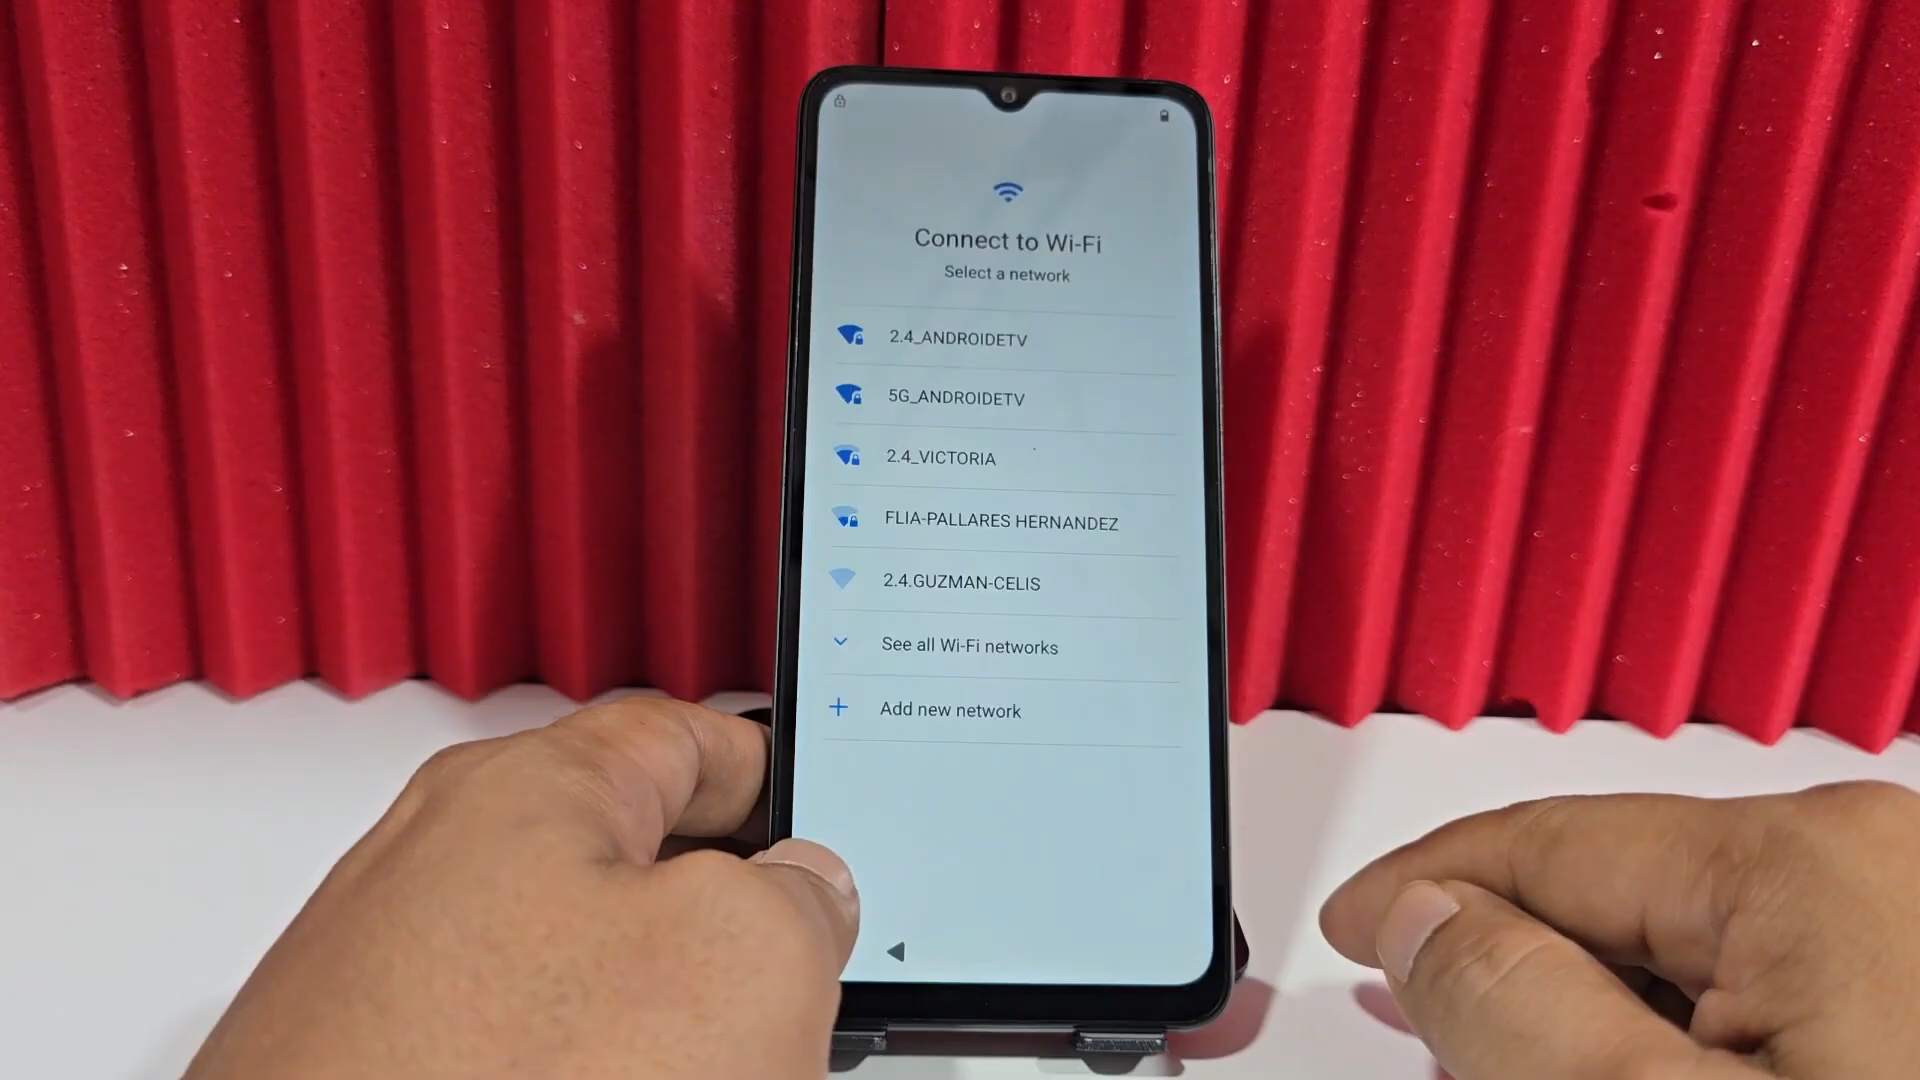 Connect to Wi-Fi
Select a network
2.4_ANDROIDETV
5G_ANDROIDETV
2.4_VICTORIA
FLIA-PALLARES HERNANDEZ
2.4.GUZMAN-CELIS
See all Wi-Fi networks
Add new network